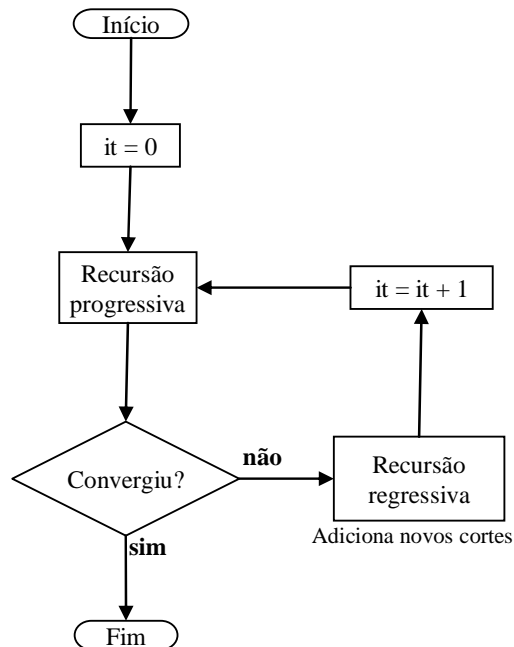 Início
it = 0
Recursão
progressiva
it = it + 1
Convergiu?
não
Recursão
regressiva
Adiciona novos cortes
sim
Fim